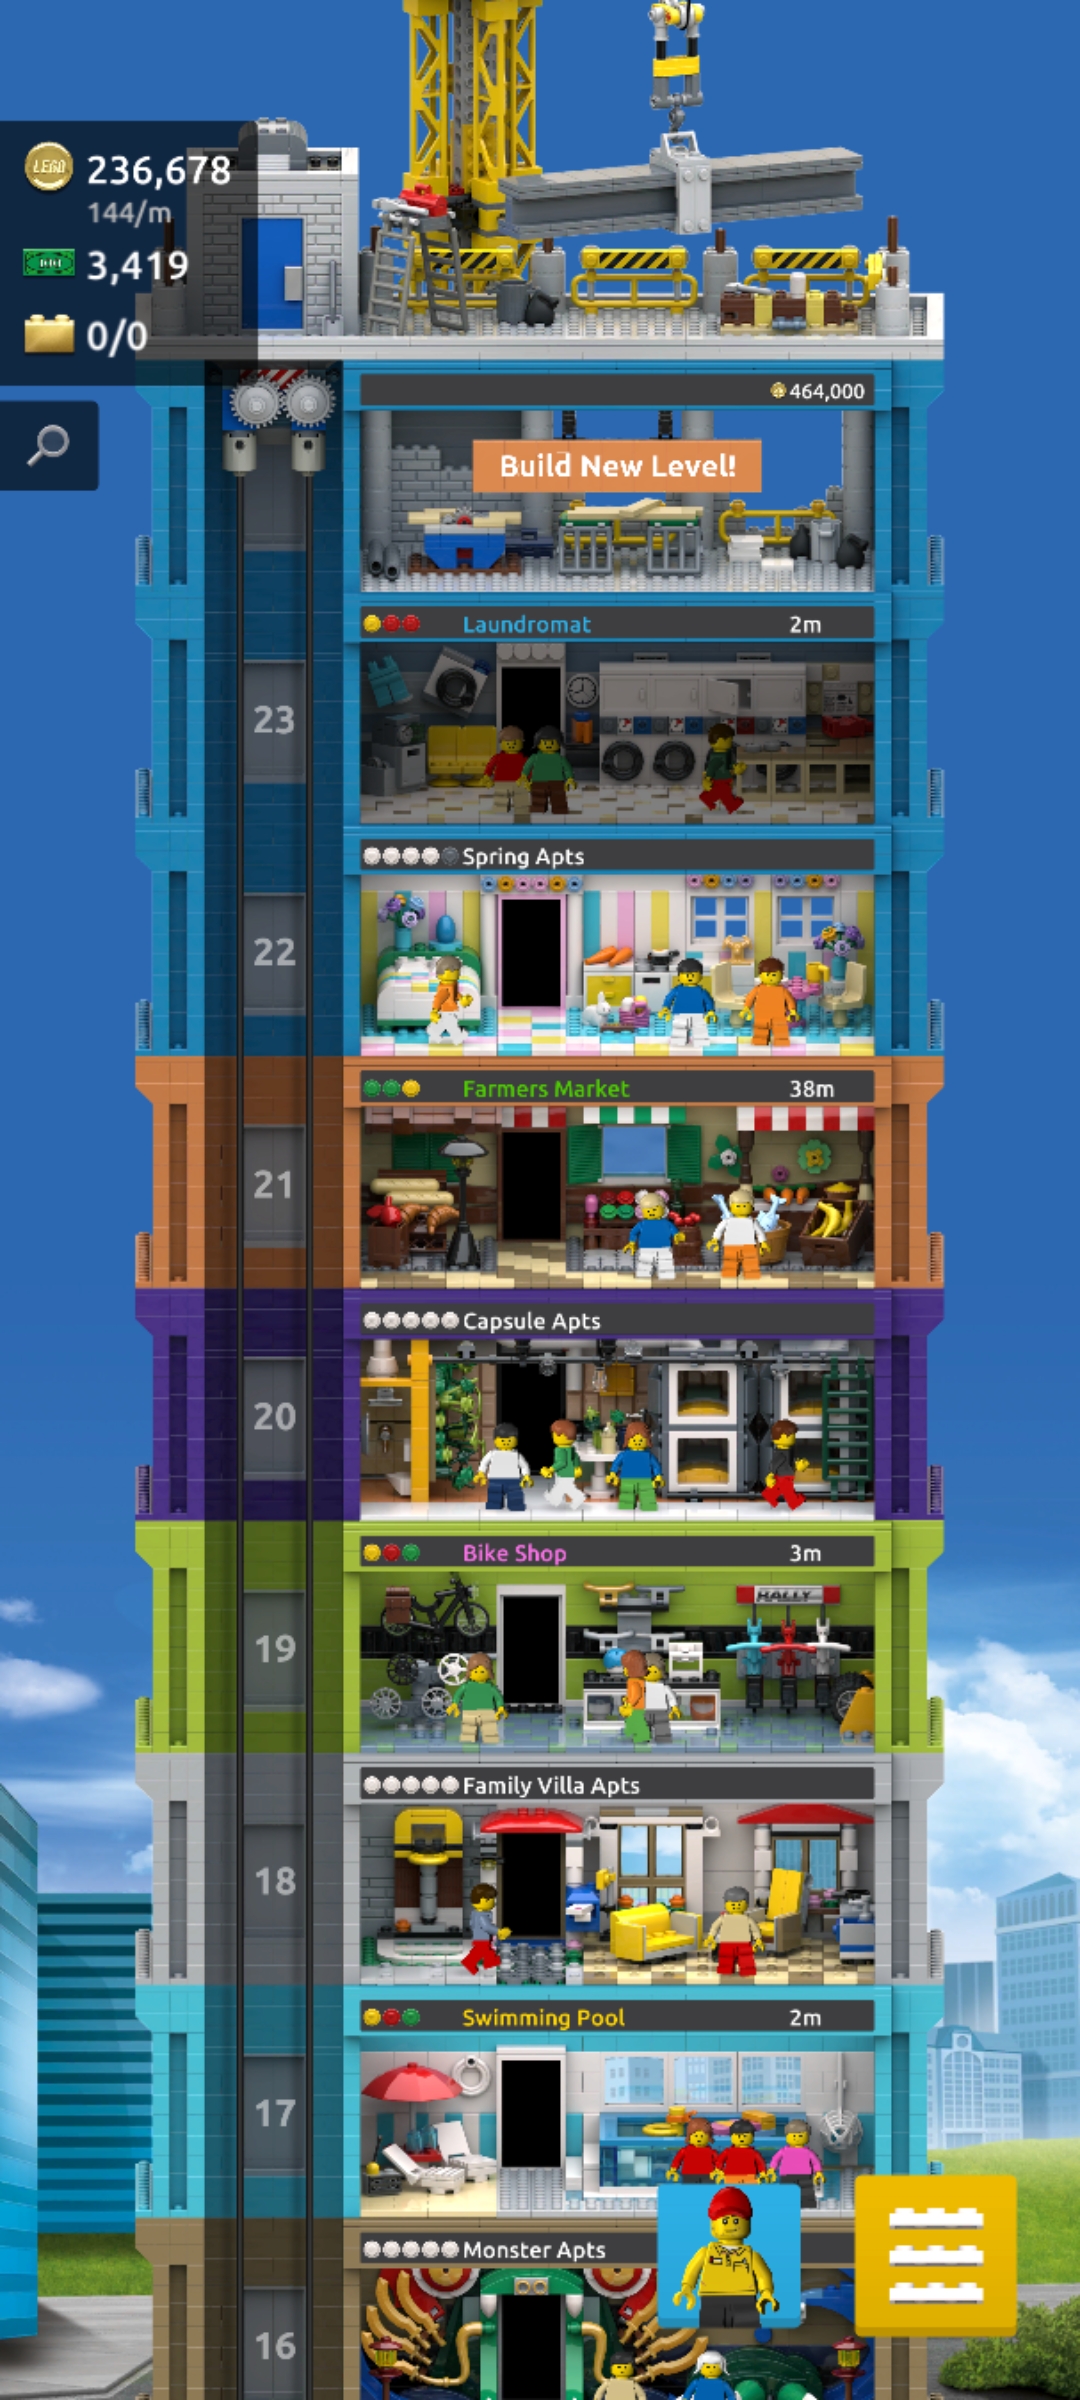 LEGO
236,678
144/m
3,419
0/0
464,000
Build New Level!
Laundromat 2m
23
Spring Apts
22
Farmers Market 38m
21
Capsule Apts
20
Bike Shop 3m
RALLY
19
Family Villa Apts
18
Swimming Pool 2m
17
Monster Apts
16